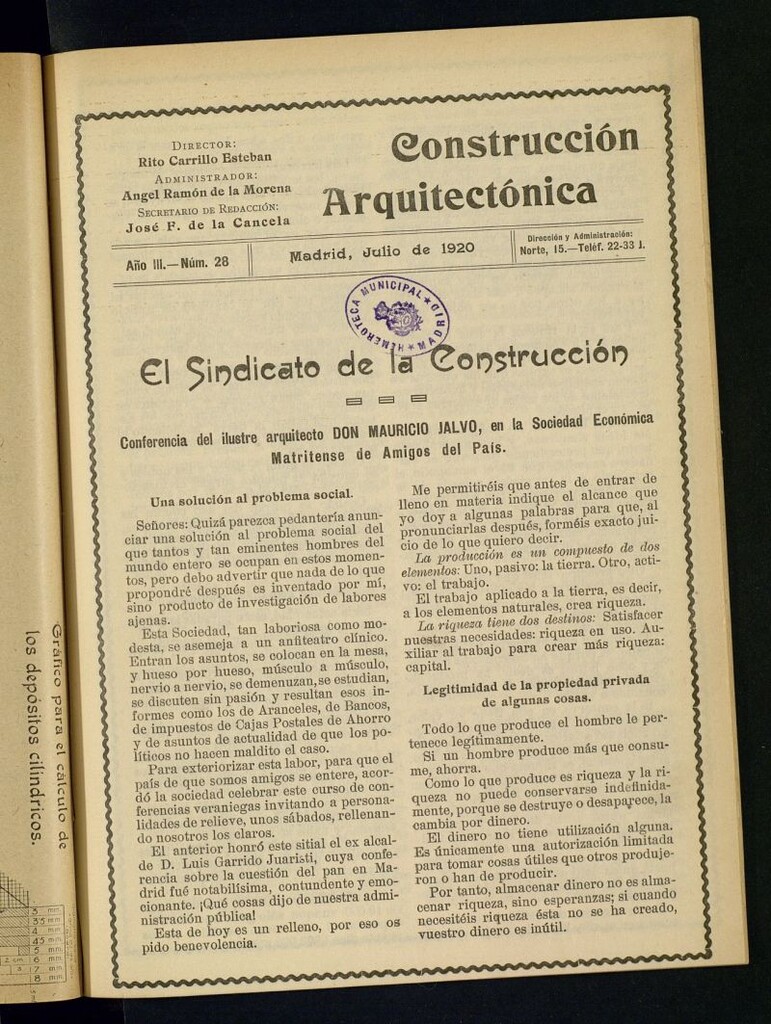 DIRECTOR:
Rito Carrillo Esteban
ADMINISTRADOR:
Angel Ramón de la Morena
SECRETARIO DE REDACCIÓN:
José F. de la Cancela
Construcción
Arquitectónica
Año III.—Núm. 28
Madrid, Julio de 1920
Dirección y Administración:
Norte, 15.—Teléf. 22-33 J.
HEMEROTECA MUNICIPAL
MADRID
El Sindicato de la Construcción
Conferencia del ilustre arquitecto DON MAURICIO JALVO, en la Sociedad Económica
Matritense de Amigos del País.
Una solución al problema social.
Señores: Quizá parezca pedantería anun-
ciar una solución al problema social del
que tantos y tan eminentes hombres del
mundo entero se ocupan en estos momen-
tos, pero debo advertir que nada de lo que
propondré después es inventado por mí,
sino producto de investigación de labores
ajenas.
Esta Sociedad, tan laboriosa como mo-
desta, se asemeja a un anfiteatro clínico.
Entran los asuntos, se colocan en la mesa,
y hueso por hueso, músculo a músculo,
nervio a nervio, se demenuzan, se estudian,
se discuten sin pasión y resultan esos in-
formes como los de Aranceles, de Bancos,
de impuestos de Cajas Postales de Ahorro
y de asuntos de actualidad de que los po-
líticos no hacen maldito el caso.
Para exteriorizar esta labor, para que el
país de que somos amigos se entere, acor-
dó la sociedad celebrar este curso de con-
ferencias veraniegas invitando a persona-
lidades de relieve, unos sábados, rellenan-
do nosotros los claros.
El anterior honró este sitial el ex alcal-
de D. Luis Garrido Juaristi, cuya confe-
rencia sobre la cuestión del pan en Ma-
drid fué notabilísima, contundente y emo-
cionante. ¡Qué cosas dijo de nuestra admi-
nistración pública!
Esta de hoy es un relleno, por eso os
pido benevolencia.
Me permitiréis que antes de entrar de
lleno en materia indique el alcance que
yo doy a algunas palabras para que, al
pronunciarlas después, forméis exacto jui-
cio de lo que quiero decir.
La producción es un compuesto de dos
elementos: Uno, pasivo: la tierra. Otro, acti-
vo: el trabajo.
El trabajo aplicado a la tierra, es decir,
a los elementos naturales, crea riqueza.
La riqueza tiene dos destinos: Satisfacer
nuestras necesidades: riqueza en uso. Au-
xiliar al trabajo para crear más riqueza:
capital.
Legitimidad de la propiedad privada
de algunas cosas.
Todo lo que produce el hombre le per-
tenece legítimamente.
Si un hombre produce más que consu-
me, ahorra.
Como lo que produce es riqueza y la ri-
queza no puede conservarse indefinida-
mente, porque se destruye o desaparece, la
cambia por dinero.
El dinero no tiene utilización alguna.
Es únicamente una autorización limitada
para tomar cosas útiles que otros produje-
ron o han de producir.
Por tanto, almacenar dinero no es alma-
cenar riqueza, sino esperanzas; si cuando
necesitéis riqueza ésta no se ha creado,
vuestro dinero es inútil.
Gráfico para el cálculo de
los depósitos cilíndricos.
3 mm
3'5 mm
4 mm
4'5 mm
5 mm
2 cm 6 mm
7 mm
8 mm